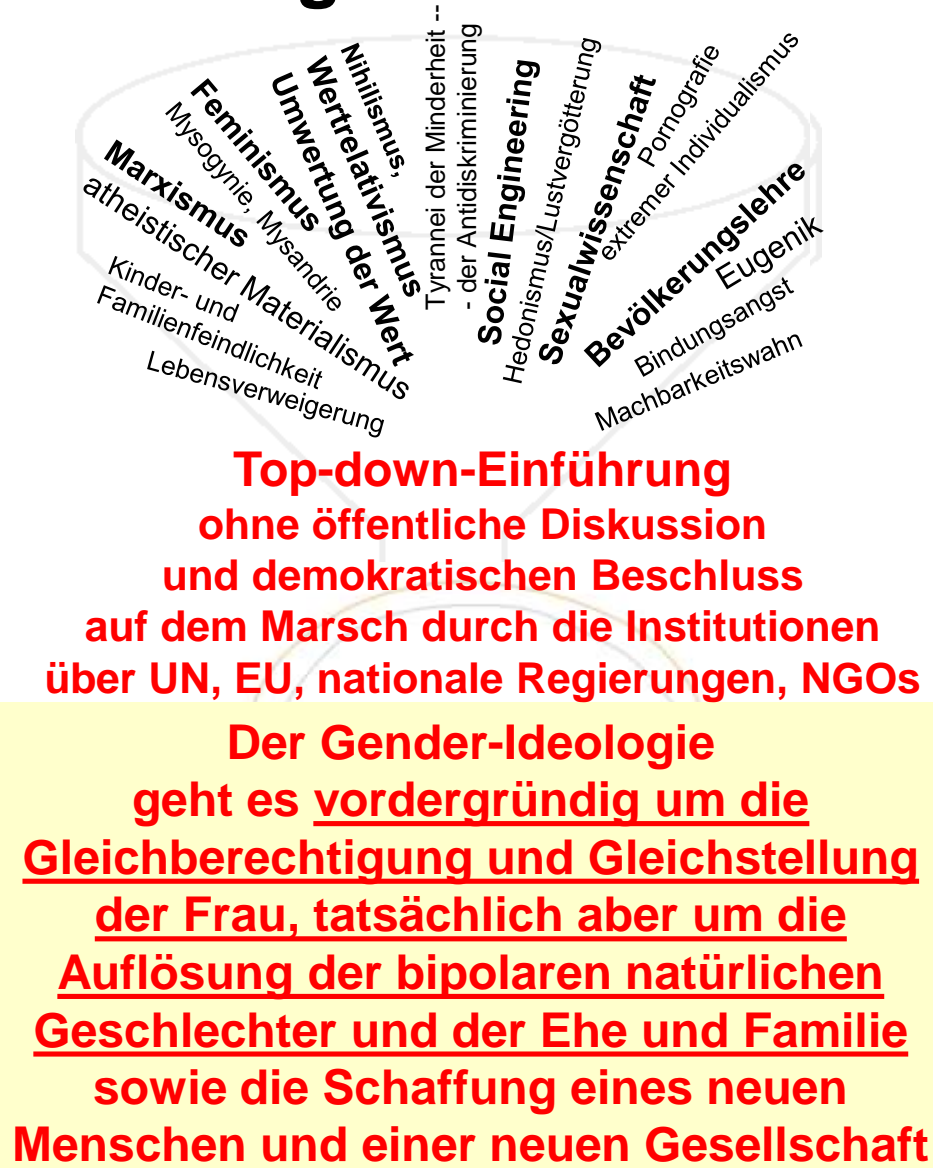 Marxismus
atheistischer Materialismus
Kinder- und
Familienfeindlichkeit
Lebensverweigerung
Feminismus
Mysogynie, Mysandrie
Nihilismus,
Wertrelativismus
Umwertung der Wert
Tyrannei der Minderheit --
- der Antidiskriminierung
Social Engineering
Hedonismus/Lustvergötterung
Sexualwissenschaft
Pornografie
extremer Individualismus
Bevölkerungslehre
Eugenik
Bindungsangst
Machbarkeitswahn
Top-down-Einführung
ohne öffentliche Diskussion
und demokratischen Beschluss
auf dem Marsch durch die Institutionen
über UN, EU, nationale Regierungen, NGOs
Der Gender-Ideologie
geht es vordergründig um die
Gleichberechtigung und Gleichstellung
der Frau, tatsächlich aber um die
Auflösung der bipolaren natürlichen
Geschlechter und der Ehe und Familie
sowie die Schaffung eines neuen
Menschen und einer neuen Gesellschaft